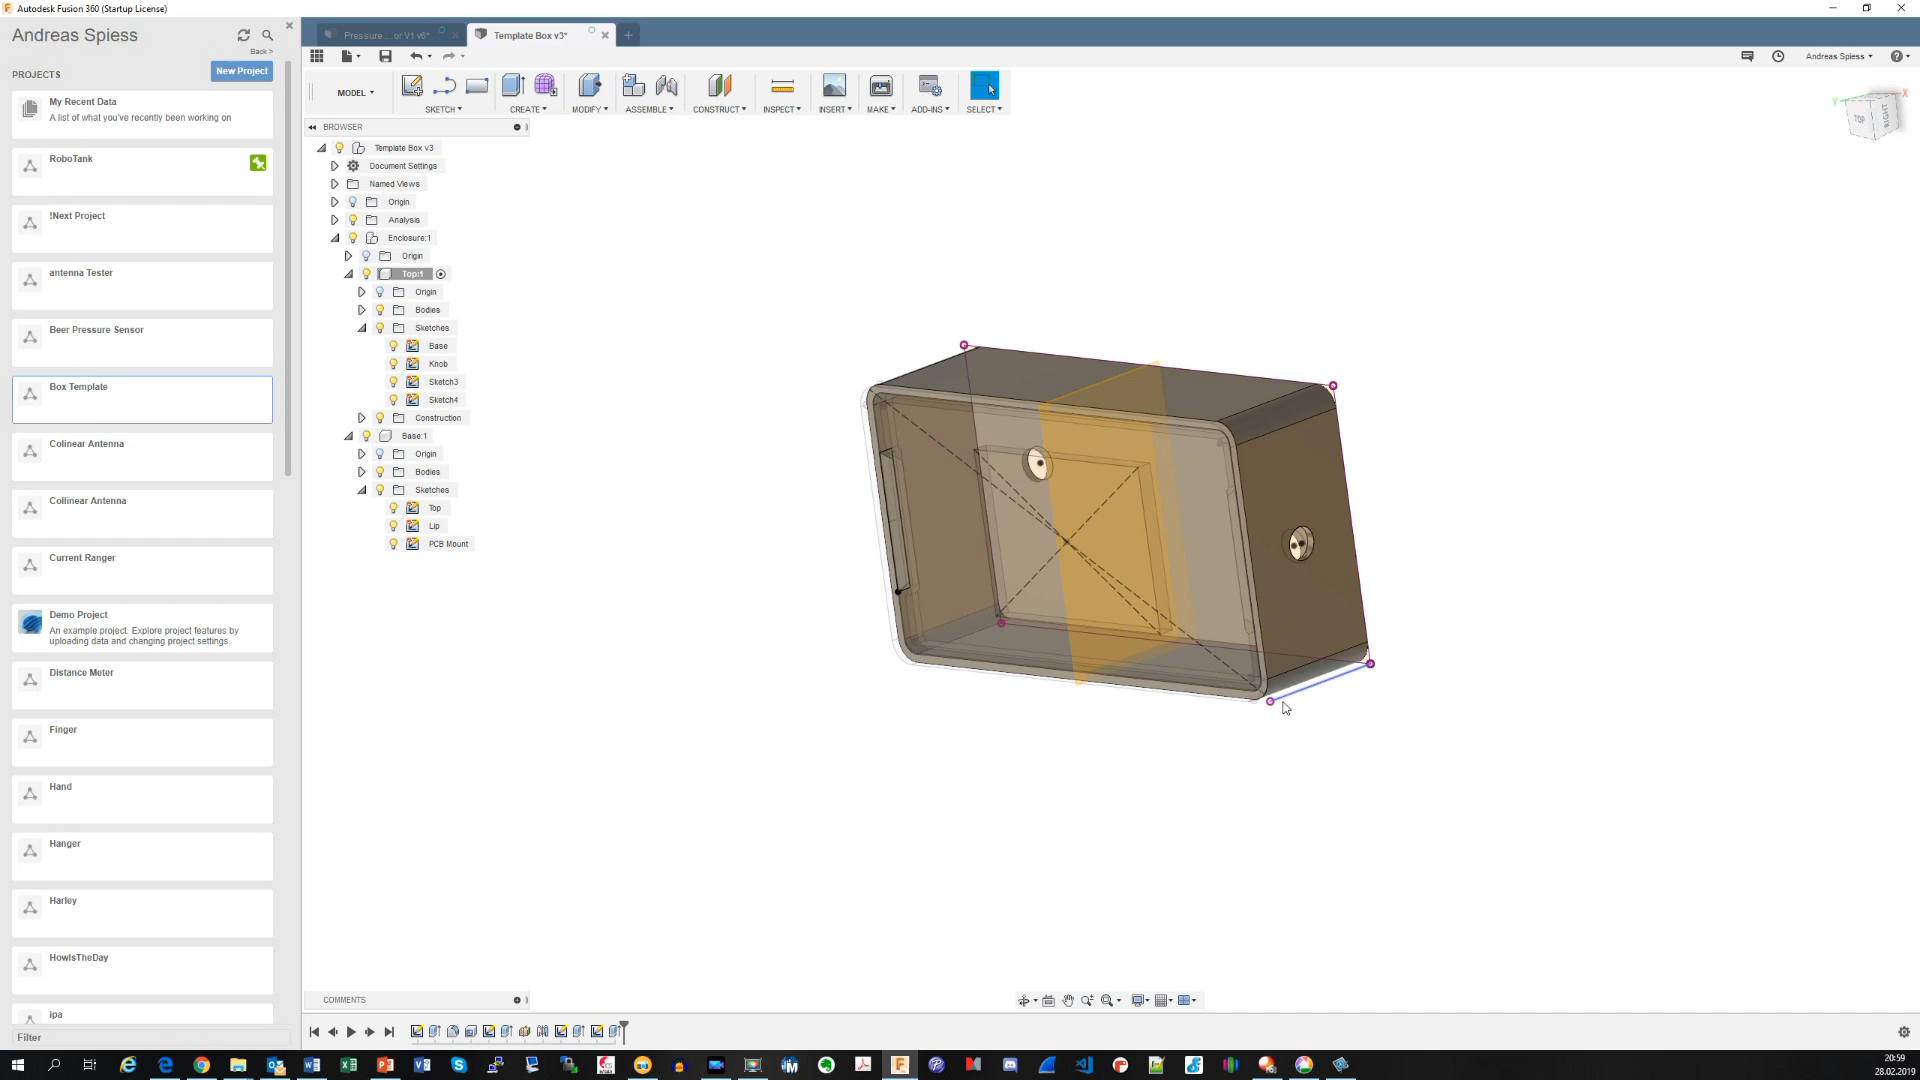 Autodesk Fusion 360 (Startup License)
Andreas Spiess
Back >
PROJECTS
New Project
My Recent Data
A list of what you've recently been working on
RoboTank
!Next Project
antenna Tester
Beer Pressure Sensor
Box Template
Colinear Antenna
Collinear Antenna
Current Ranger
Demo Project
An example project. Explore project features by
uploading data and changing project settings.
Distance Meter
Finger
Hand
Hanger
Harley
HowIsTheDay
ipa
Filter
Pressure ...or V1 v6*
Template Box v3*
Andreas Spiess
MODEL
SKETCH
CREATE
MODIFY
ASSEMBLE
CONSTRUCT
INSPECT
INSERT
MAKE
ADD-INS
SELECT
BROWSER
Template Box v3
Document Settings
Named Views
Origin
Analysis
Enclosure:1
Origin
Top:1
Origin
Bodies
Sketches
Base
Knob
Sketch3
Sketch4
Construction
Base:1
Origin
Bodies
Sketches
Top
Lip
PCB Mount
Y
X
TOP
RIGHT
COMMENTS
20:59
28.02.2019